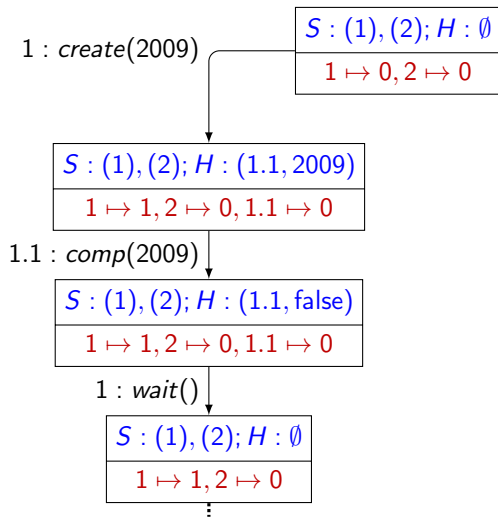 S : (1), (2); H : ∅
1 : create(2009)
1 ↦ 0, 2 ↦ 0
S : (1), (2); H : (1.1, 2009)
1 ↦ 1, 2 ↦ 0, 1.1 ↦ 0
1.1 : comp(2009)
S : (1), (2); H : (1.1, false)
1 ↦ 1, 2 ↦ 0, 1.1 ↦ 0
1 : wait()
S : (1), (2); H : ∅
1 ↦ 1, 2 ↦ 0